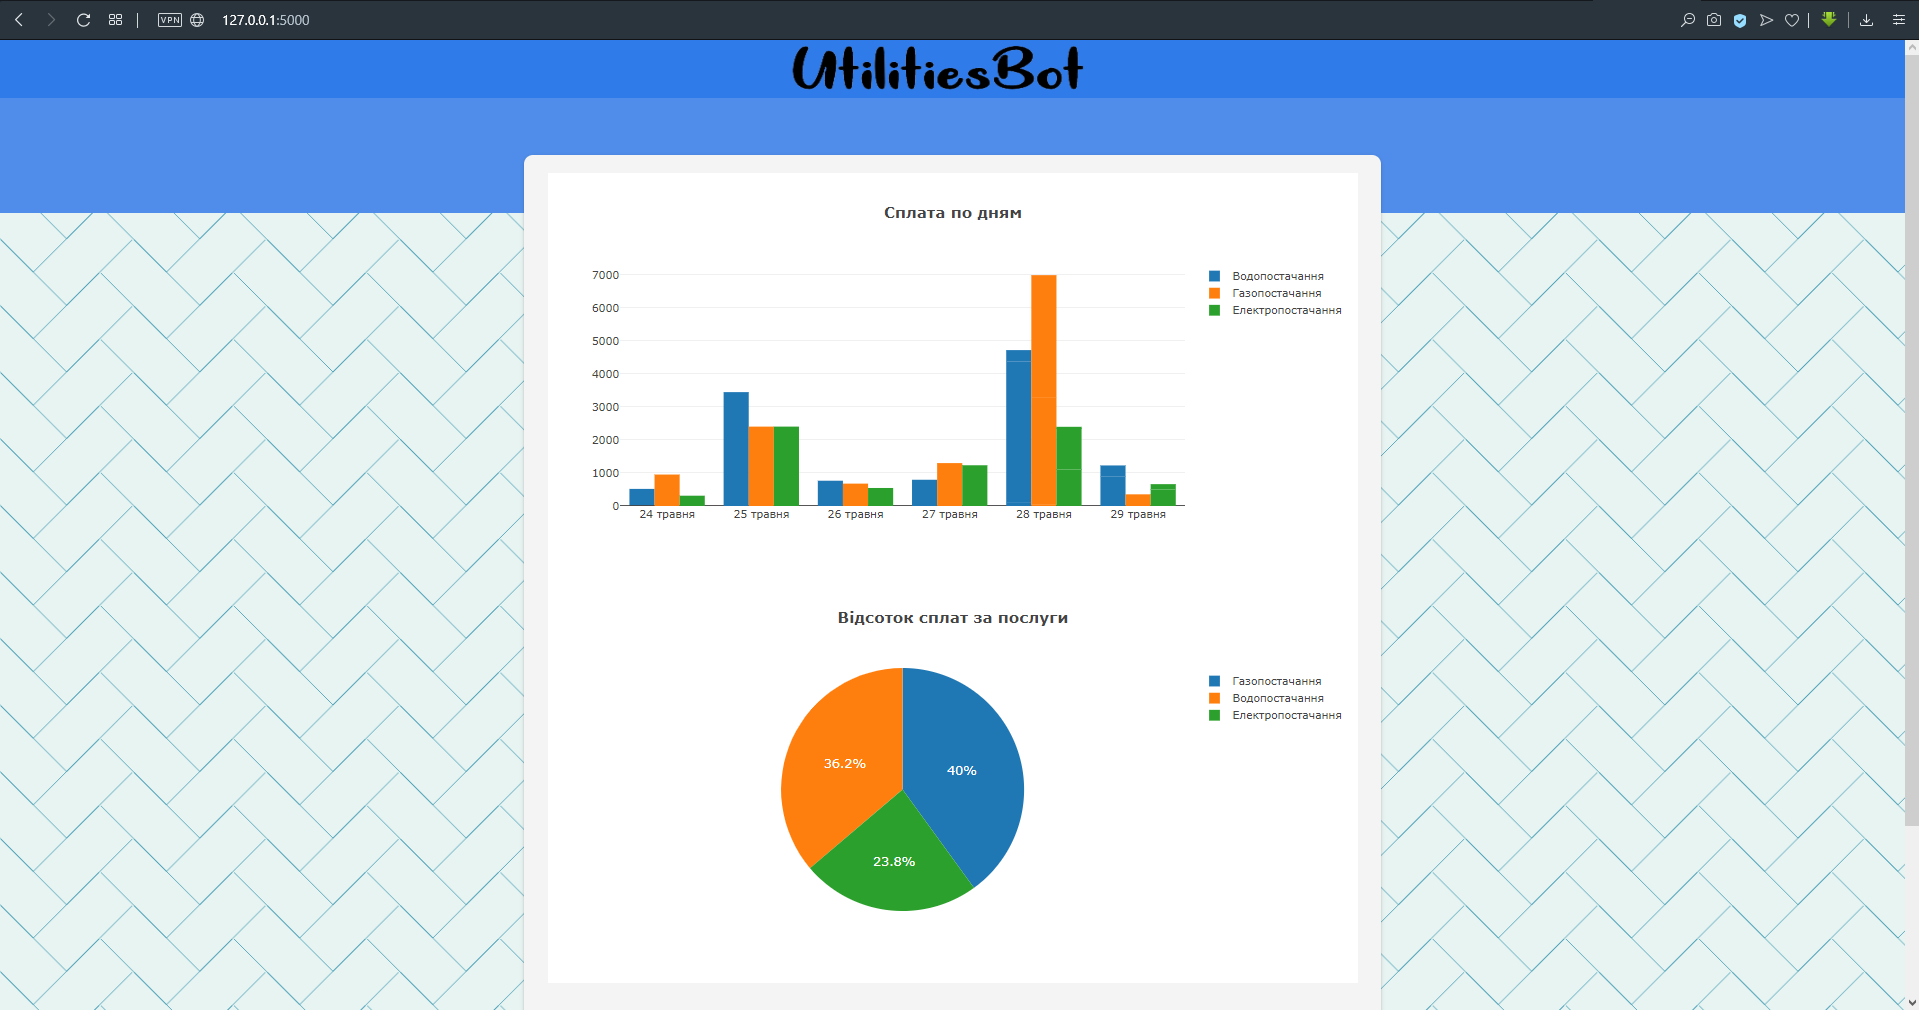 VPN 127.0.0.1:5000
UtilitiesBot
Сплата по дням
7000
6000
5000
4000
3000
2000
1000
0
24 травня 25 травня 26 травня 27 травня 28 травня 29 травня
Водопостачання
Газопостачання
Електропостачання
Відсоток сплат за послуги
36.2%
40%
23.8%
Газопостачання
Водопостачання
Електропостачання